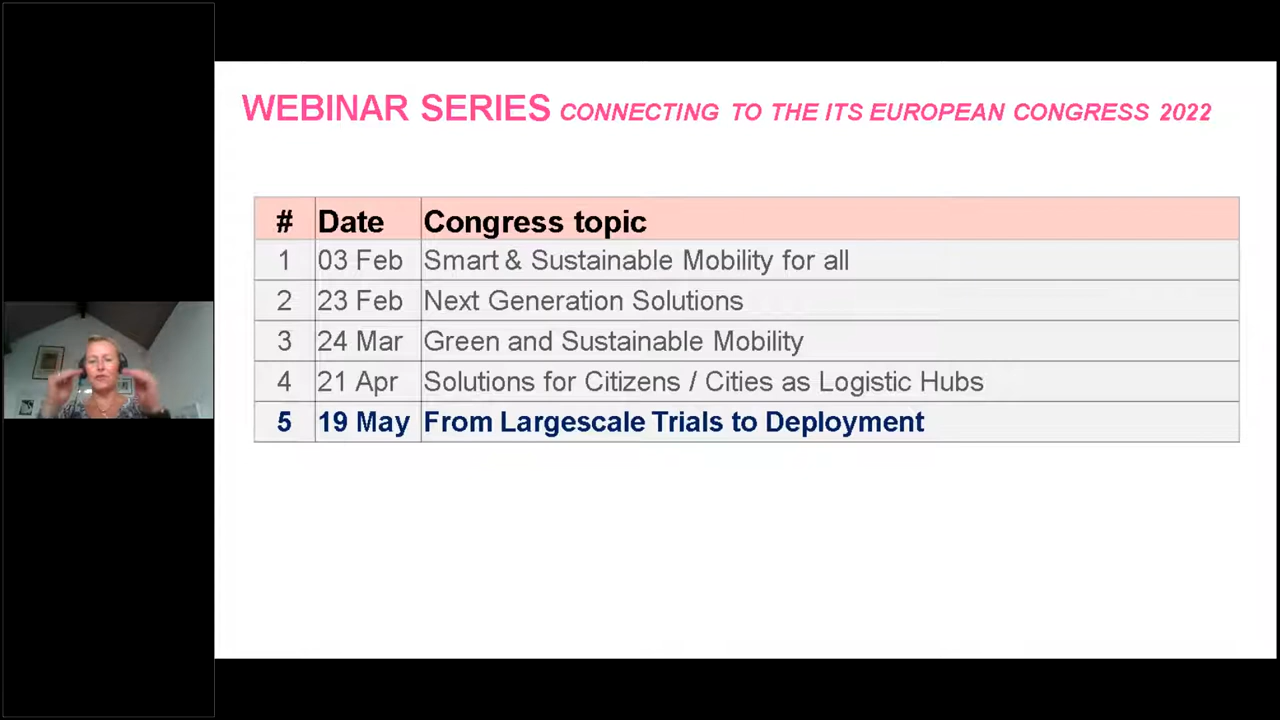 WEBINAR SERIES CONNECTING TO THE ITS EUROPEAN CONGRESS 2022
# Date Congress topic
1 03 Feb Smart & Sustainable Mobility for all
2 23 Feb Next Generation Solutions
3 24 Mar Green and Sustainable Mobility
4 21 Apr Solutions for Citizens / Cities as Logistic Hubs
5 19 May From Largescale Trials to Deployment